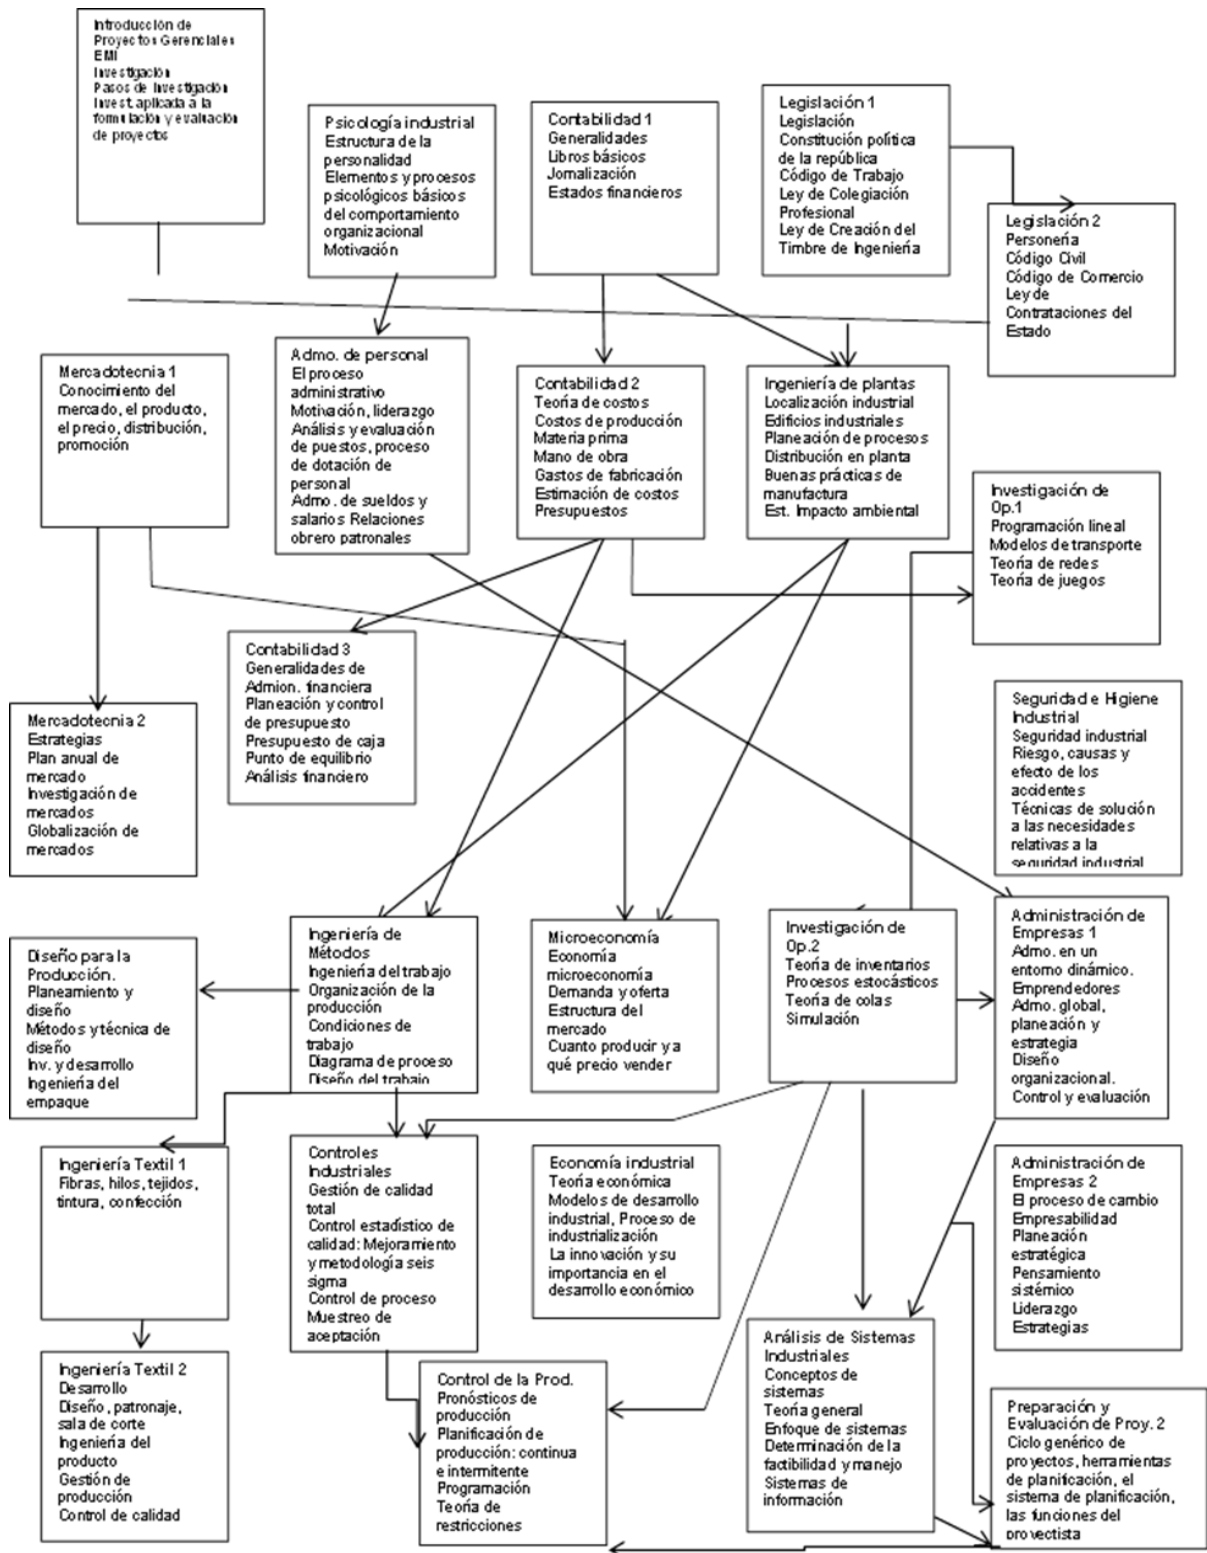 Introducción de
Proyectos Gerenciales
EMI
Investigación
Pasos de Investigación
Invest. aplicada a la
formulación y evaluación
de proyectos
Psicología industrial
Estructura de la
personalidad
Elementos y procesos
psicológicos básicos
del comportamiento
organizacional
Motivación
Contabilidad 1
Generalidades
Libros básicos
Jornalización
Estados financieros
Legislación 1
Legislación
Constitución política
de la república
Código de Trabajo
Ley de Colegiación
Profesional
Ley de Creación del
Timbre de Ingeniería
Legislación 2
Personería
Código Civil
Código de Comercio
Ley de
Contrataciones del
Estado
Mercadotecnia 1
Conocimiento del
mercado, el producto,
el precio, distribución,
promoción
Admo. de personal
El proceso
administrativo
Motivación, liderazgo
Análisis y evaluación
de puestos, proceso
de dotación de
personal
Admo. de sueldos y
salarios Relaciones
obrero patronales
Contabilidad 2
Teoría de costos
Costos de producción
Materia prima
Mano de obra
Gastos de fabricación
Estimación de costos
Presupuestos
Ingeniería de plantas
Localización industrial
Edificios industriales
Planeación de procesos
Distribución en planta
Buenas prácticas de
manufactura
Est. Impacto ambiental
Investigación de
Op.1
Programación lineal
Modelos de transporte
Teoría de redes
Teoría de juegos
Contabilidad 3
Generalidades de
Admion. financiera
Planeación y control
de presupuesto
Presupuesto de caja
Punto de equilibrio
Análisis financiero
Mercadotecnia 2
Estrategias
Plan anual de
mercado
Investigación de
mercados
Globalización de
mercados
Seguridad e Higiene
Industrial
Seguridad industrial
Riesgo, causas y
efecto de los
accidentes
Técnicas de solución
a las necesidades
relativas a la
seguridad industrial
Diseño para la
Producción.
Planeamiento y
diseño
Métodos y técnica de
diseño
Inv. y desarrollo
Ingeniería del
empaque
Ingeniería de
Métodos
Ingeniería del trabajo
Organización de la
producción
Condiciones de
trabajo
Diagrama de proceso
Diseño del trabajo
Microeconomía
Economía
microeconomía
Demanda y oferta
Estructura del
mercado
Cuanto producir y a
qué precio vender
Investigación de
Op.2
Teoría de inventarios
Procesos estocásticos
Teoría de colas
Simulación
Administración de
Empresas 1
Admo. en un
entorno dinámico.
Emprendedores
Admo. global,
planeación y
estrategia
Diseño
organizacional.
Control y evaluación
Ingeniería Textil 1
Fibras, hilos, tejidos,
tintura, confección
Controles
Industriales
Gestión de calidad
total
Control estadístico de
calidad: Mejoramiento
y metodología seis
sigma
Control de proceso
Muestreo de
aceptación
Economía industrial
Teoría económica
Modelos de desarrollo
industrial, Proceso de
industrialización
La innovación y su
importancia en el
desarrollo económico
Administración de
Empresas 2
El proceso de cambio
Empresabilidad
Planeación
estratégica
Pensamiento
sistémico
Liderazgo
Estrategias
Ingeniería Textil 2
Desarrollo
Diseño, patronaje,
sala de corte
Ingeniería del
producto
Gestión de
producción
Control de calidad
Control de la Prod.
Pronósticos de
producción
Planificación de
producción: continua
e intermitente
Programación
Teoría de
restricciones
Análisis de Sistemas
Industriales
Conceptos de
sistemas
Teoría general
Enfoque de sistemas
Determinación de la
factibilidad y manejo
Sistemas de
información
Preparación y
Evaluación de Proy. 2
Ciclo genérico de
proyectos, herramientas
de planificación, el
sistema de planificación,
las funciones del
proyectista